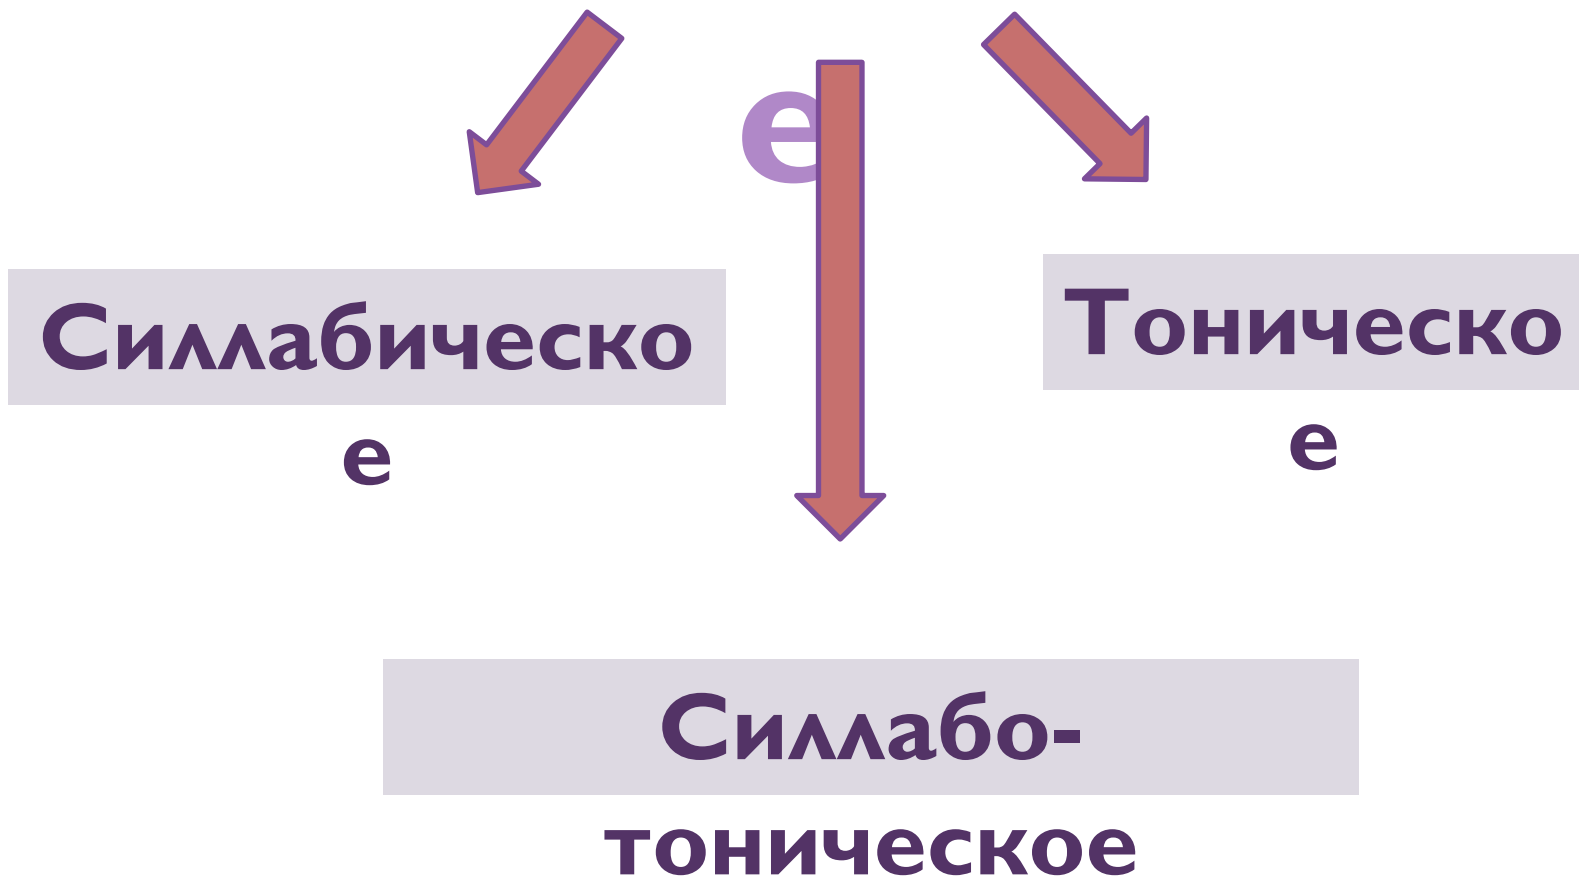 е
Силлабическо
е
Тоническо
е
Силлабо-
тоническое